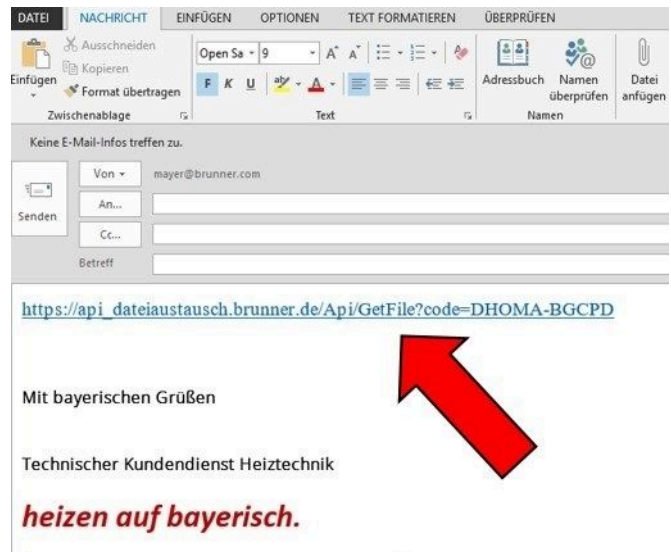 DATEI NACHRICHT EINFÜGEN OPTIONEN TEXT FORMATIEREN ÜBERPRÜFEN
Einfügen
Ausschneiden
Kopieren
Format übertragen
Zwischenablage
Open Sa 9
F K U
Text
Adressbuch
Namen überprüfen
Namen
Datei anfügen
Keine E-Mail-Infos treffen zu.
Senden
Von mayer@brunner.com
An...
Cc...
Betreff
https://api_dateiaustausch.brunner.de/Api/GetFile?code=DHOMA-BGCPD
Mit bayerischen Grüßen
Technischer Kundendienst Heiztechnik
heizen auf bayerisch.